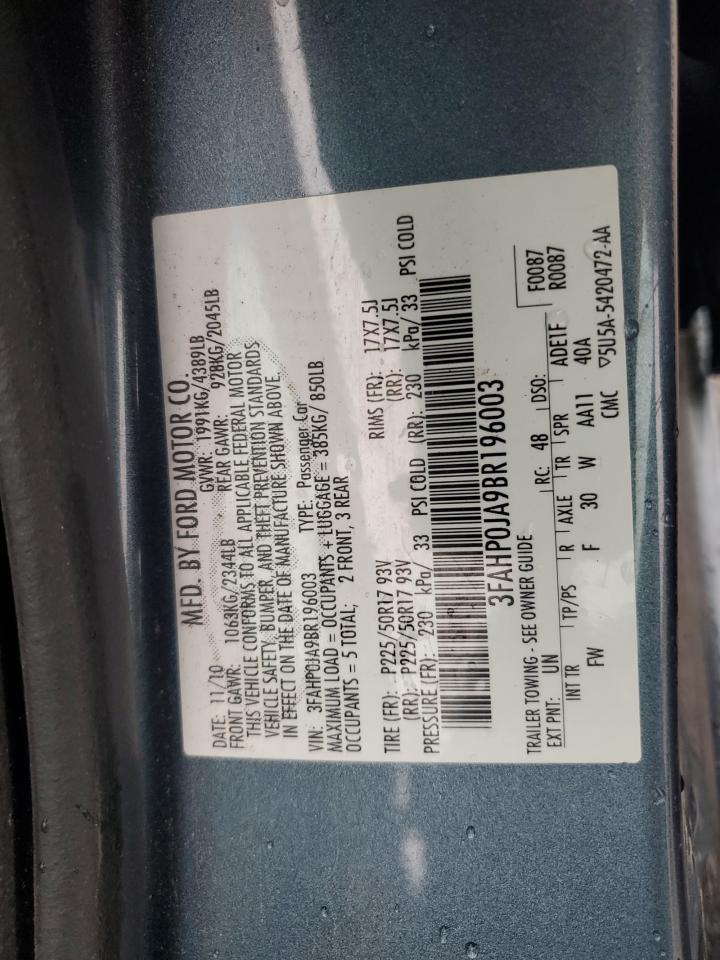 MFD. BY FORD MOTOR CO.
DATE: 11/10 GVWR: 1991KG/4389LB
FRONT GAWR: 1063KG/2344LB REAR GAWR: 928KG/2045LB
THIS VEHICLE CONFORMS TO ALL APPLICABLE FEDERAL MOTOR
VEHICLE SAFETY, BUMPER, AND THEFT PREVENTION STANDARDS
IN EFFECT ON THE DATE OF MANUFACTURE SHOWN ABOVE.
VIN: 3FAHP0JA9BR196003 TYPE: Passenger Car
MAXIMUM LOAD = OCCUPANTS + LUGGAGE = 385KG/ 850LB
OCCUPANTS = 5 TOTAL; 2 FRONT, 3 REAR
TIRE (FR): P225/50R17 93V RIMS (FR): 17X7.5J
(RR): P225/50R17 93V (RR): 17X7.5J
PRESSURE (FR): 230 kPa/ 33 PSI COLD (RR): 230 kPa/ 33 PSI COLD
3FAHP0JA9BR196003
F0087
TRAILER TOWING - SEE OWNER GUIDE R0087
EXT PNT: UN RC: 48 DSO:
INT TR TP/PS R AXLE TR SPR ADE1F
FW F 30 W AA11 40A
CMC ▽5U5A-5420472-AA